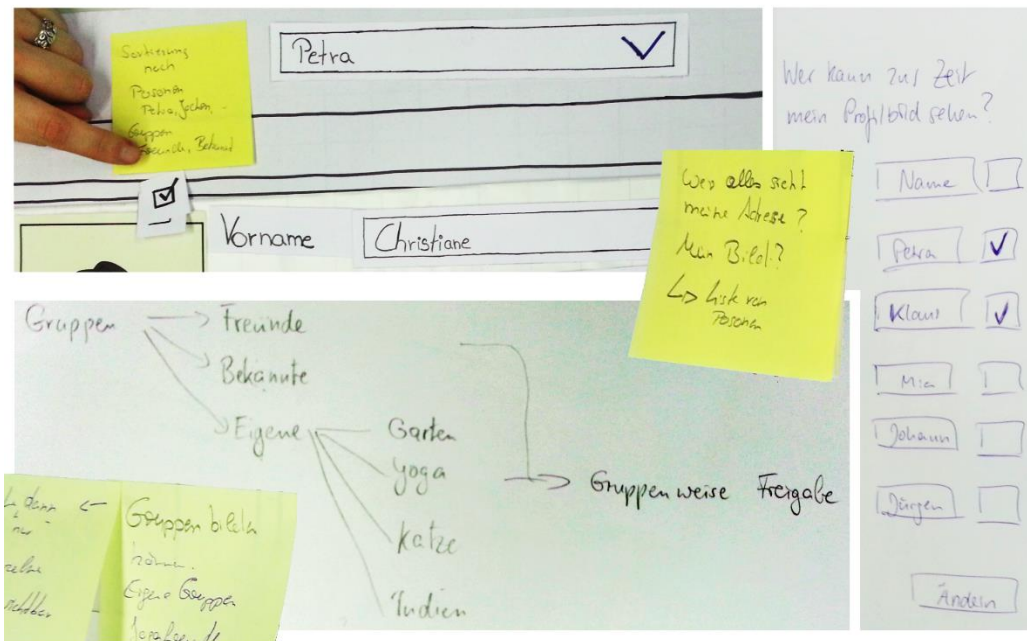 Sortierung
nach
Personen
Petra, Jochen,
Gruppen
Freunde, Bekannt
Petra
Vorname
Christiane
Wer alles sieht
meine Adresse?
Mein Bild?
Liste von
Personen
Wer kann zur Zeit
mein Profilbild sehen?
Name
Petra
Klaus
Mia
Johann
Jürgen
Ändern
Gruppen
Freunde
Bekannte
Eigene
Garten
Yoga
Katze
Indien
Gruppenweise Freigabe
dann
nur
Gruppen bilden
können.
Eigene Gruppen